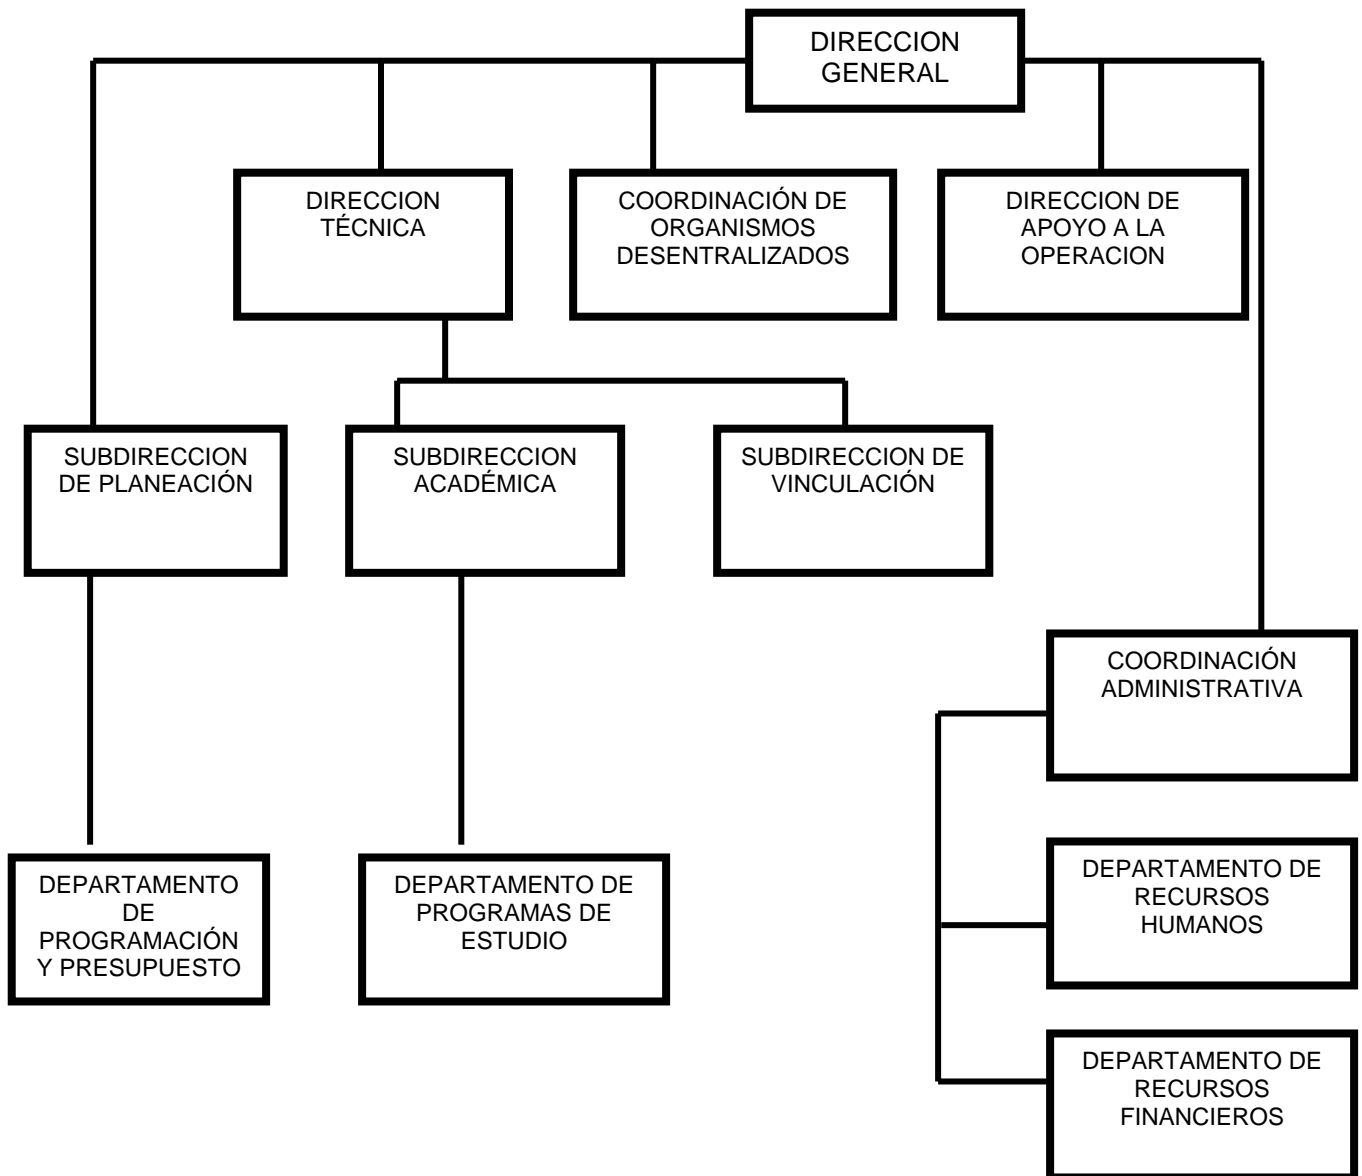 DIRECCION
GENERAL
DIRECCION
TÉCNICA
COORDINACIÓN DE
ORGANISMOS
DESENTRALIZADOS
DIRECCION DE
APOYO A LA
OPERACION
SUBDIRECCION
DE PLANEACIÓN
SUBDIRECCION
ACADÉMICA
SUBDIRECCION DE
VINCULACIÓN
COORDINACIÓN
ADMINISTRATIVA
DEPARTAMENTO
DE
PROGRAMACIÓN
Y PRESUPUESTO
DEPARTAMENTO DE
PROGRAMAS DE
ESTUDIO
DEPARTAMENTO DE
RECURSOS
HUMANOS
DEPARTAMENTO DE
RECURSOS
FINANCIEROS